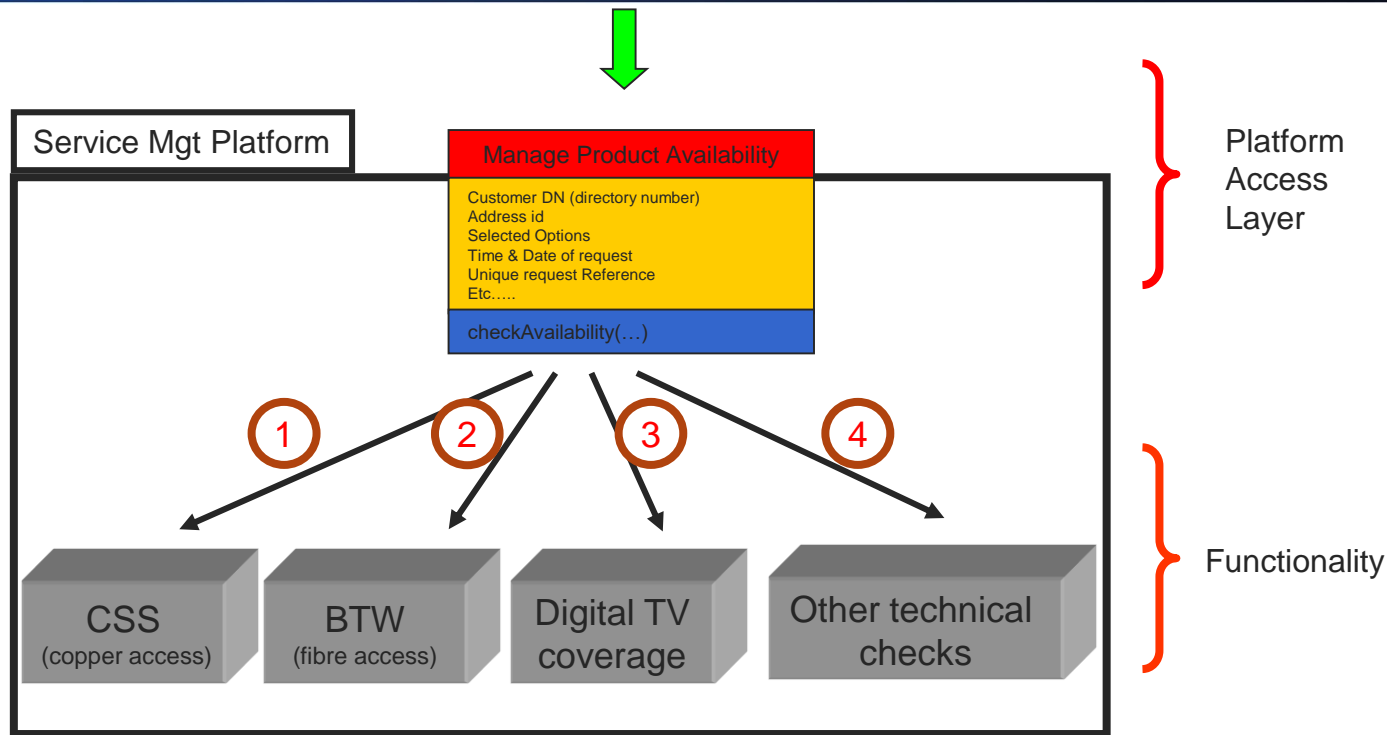 Service Mgt Platform
Manage Product Availability
Customer DN (directory number)
Address id
Selected Options
Time & Date of request
Unique request Reference
Etc…..
checkAvailability(…)
Platform
Access
Layer
1
2
3
4
CSS
(copper access)
BTW
(fibre access)
Digital TV
coverage
Other technical
checks
Functionality